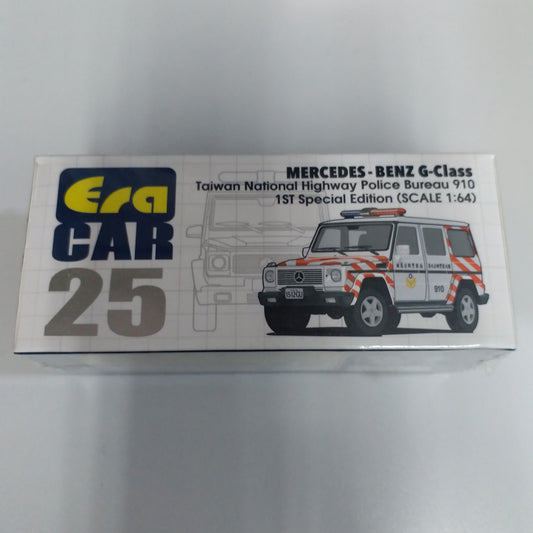 Era
CAR
25
MERCEDES-BENZ G-Class
Taiwan National Highway Police Bureau 910
1ST Special Edition (SCALE 1:64)
910